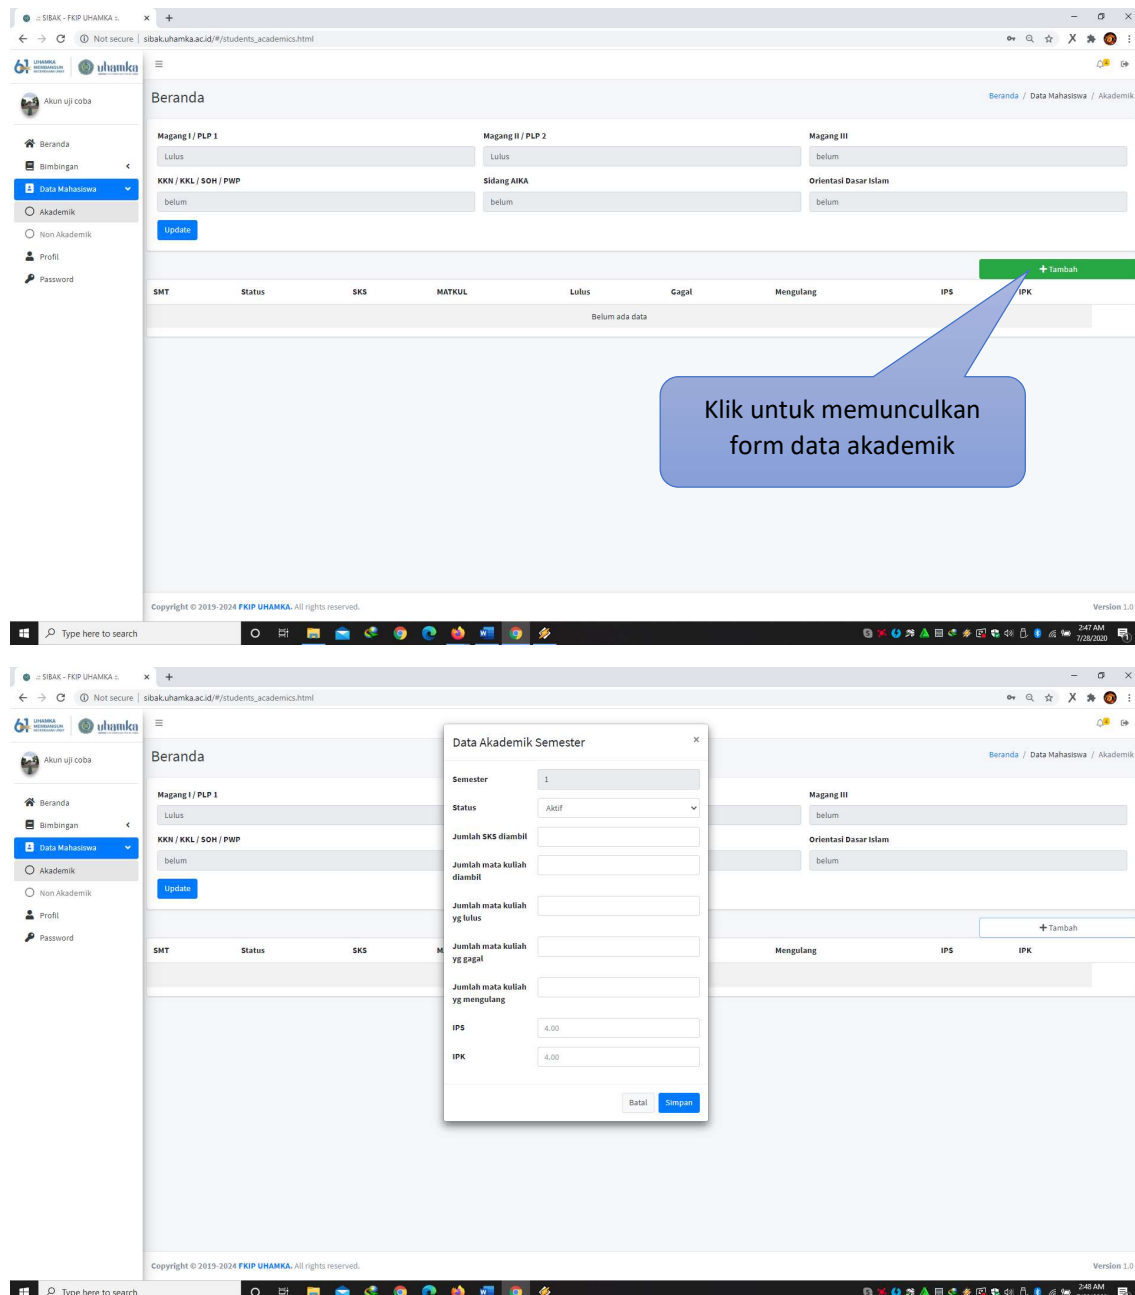 .:: SIBAK - FKIP UHAMKA ::.
Not secure | sibak.uhamka.ac.id/#/students_academics.html
61 UHAMKA
uhamka
Akun uji coba
Beranda
Bimbingan
Data Mahasiswa
Akademik
Non Akademik
Profil
Password
Beranda
Beranda / Data Mahasiswa / Akademik
Magang I / PLP 1 Magang II / PLP 2 Magang III
Lulus Lulus belum
KKN / KKL / SOH / PWP Sidang AIKA Orientasi Dasar Islam
belum belum belum
Update
+ Tambah
SMT Status SKS MATKUL Lulus Gagal Mengulang IPS IPK
Belum ada data
Klik untuk memunculkan
form data akademik
Copyright © 2019-2024 FKIP UHAMKA. All rights reserved. Version 1.0
Type here to search
2:47 AM
7/28/2020
.:: SIBAK - FKIP UHAMKA ::.
Not secure | sibak.uhamka.ac.id/#/students_academics.html
61 UHAMKA
uhamka
Akun uji coba
Beranda
Bimbingan
Data Mahasiswa
Akademik
Non Akademik
Profil
Password
Beranda
Beranda / Data Mahasiswa / Akademik
Magang I / PLP 1 Magang III
Lulus belum
KKN / KKL / SOH / PWP Orientasi Dasar Islam
belum belum
Update
+ Tambah
SMT Status SKS M Mengulang IPS IPK
Data Akademik Semester ×
Semester 1
Status Aktif
Jumlah SKS diambil
Jumlah mata kuliah
diambil
Jumlah mata kuliah
yg lulus
Jumlah mata kuliah
yg gagal
Jumlah mata kuliah
yg mengulang
IPS 4.00
IPK 4.00
Batal Simpan
Copyright © 2019-2024 FKIP UHAMKA. All rights reserved. Version 1.0
Type here to search
2:48 AM